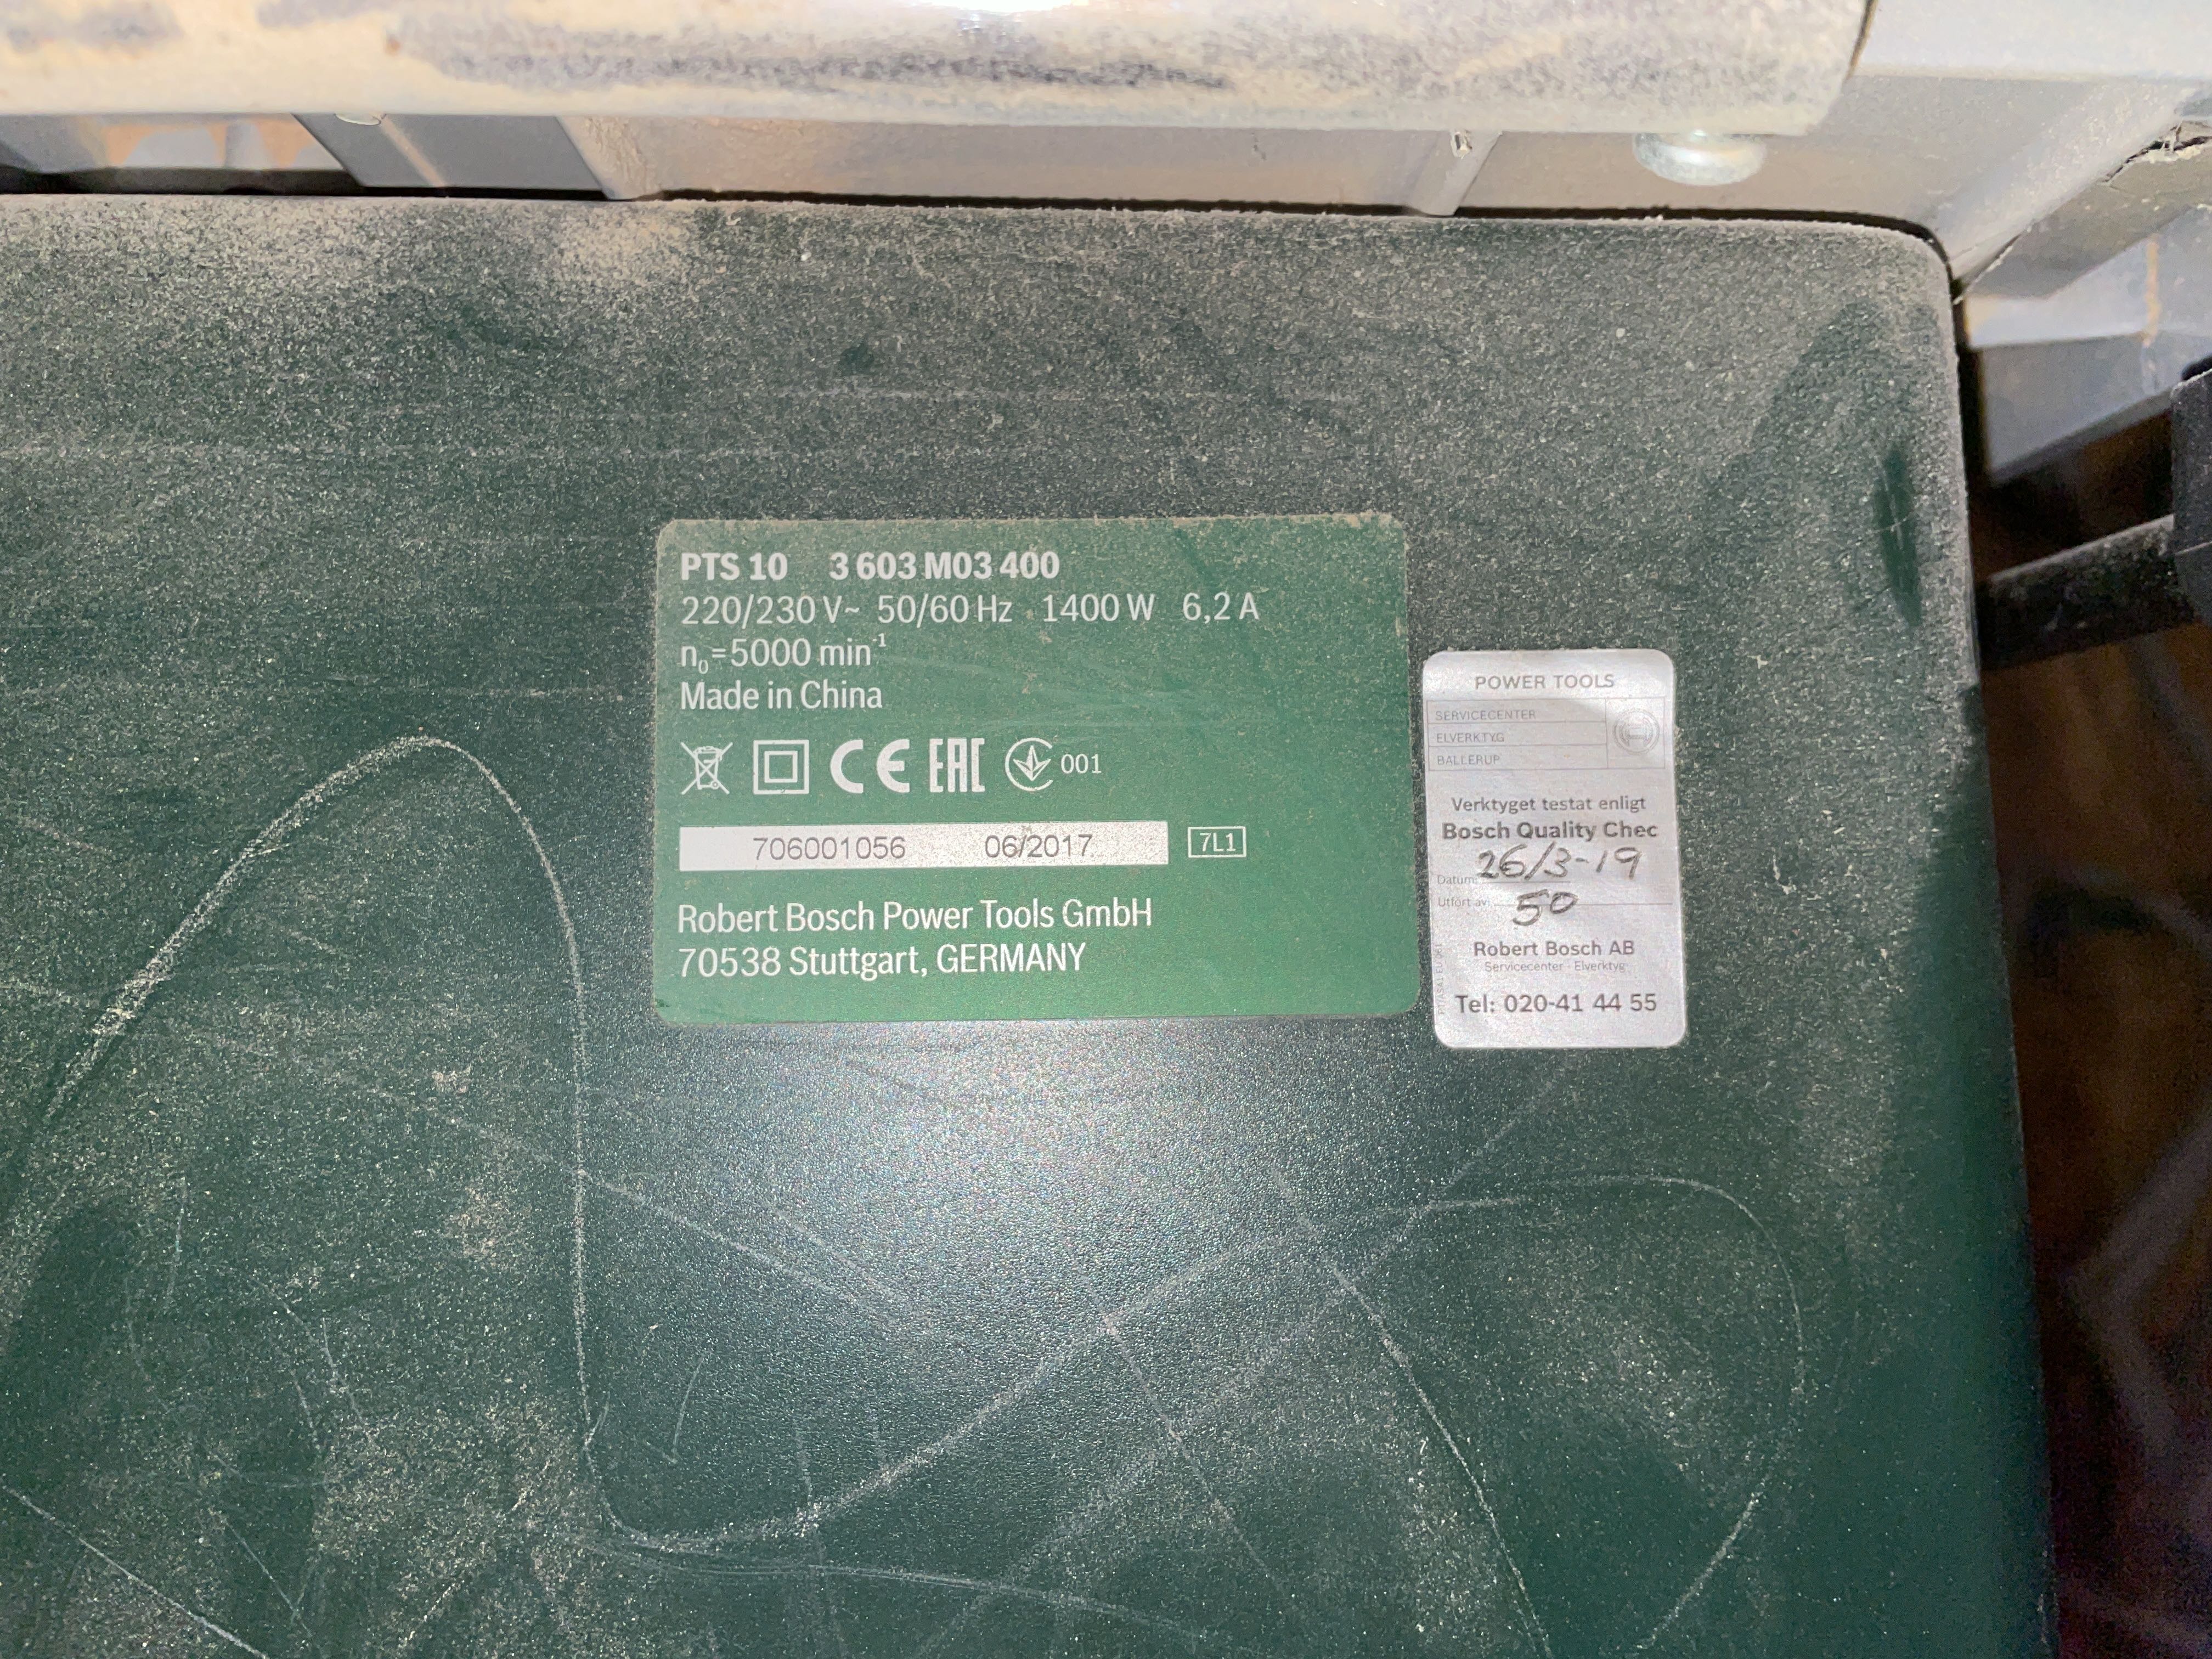 PTS 10 3 603 M03 400
220/230 V~ 50/60 Hz 1400 W 6,2 A
n₀=5000 min⁻¹
Made in China
CE EAC 001
706001056 06/2017 7L1
Robert Bosch Power Tools GmbH
70538 Stuttgart, GERMANY
POWER TOOLS
SERVICECENTER
ELVERKTYG
BALLERUP
Verktyget testat enligt
Bosch Quality Chec
Datum: 26/3-19
Utfört av: 50
Robert Bosch AB
Servicecenter - Elverktyg
Tel: 020-41 44 55